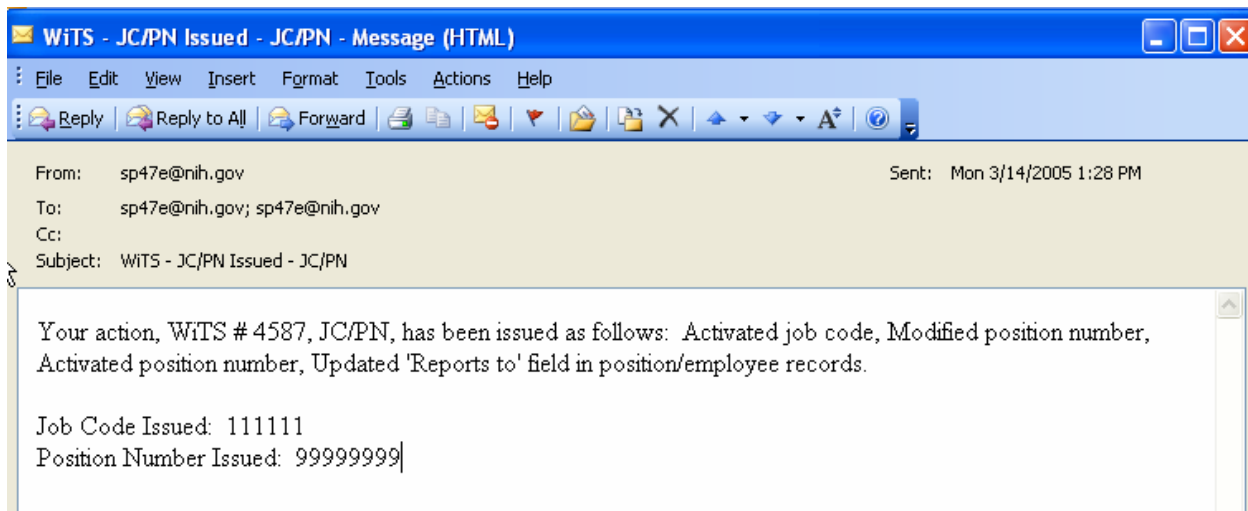 WiTS - JC/PN Issued - JC/PN - Message (HTML)
File Edit View Insert Format Tools Actions Help
Reply Reply to All Forward
From: sp47e@nih.gov Sent: Mon 3/14/2005 1:28 PM
To: sp47e@nih.gov; sp47e@nih.gov
Cc:
Subject: WiTS - JC/PN Issued - JC/PN
Your action, WiTS # 4587, JC/PN, has been issued as follows:  Activated job code, Modified position number,
Activated position number, Updated 'Reports to' field in position/employee records.
Job Code Issued:  111111
Position Number Issued:  99999999